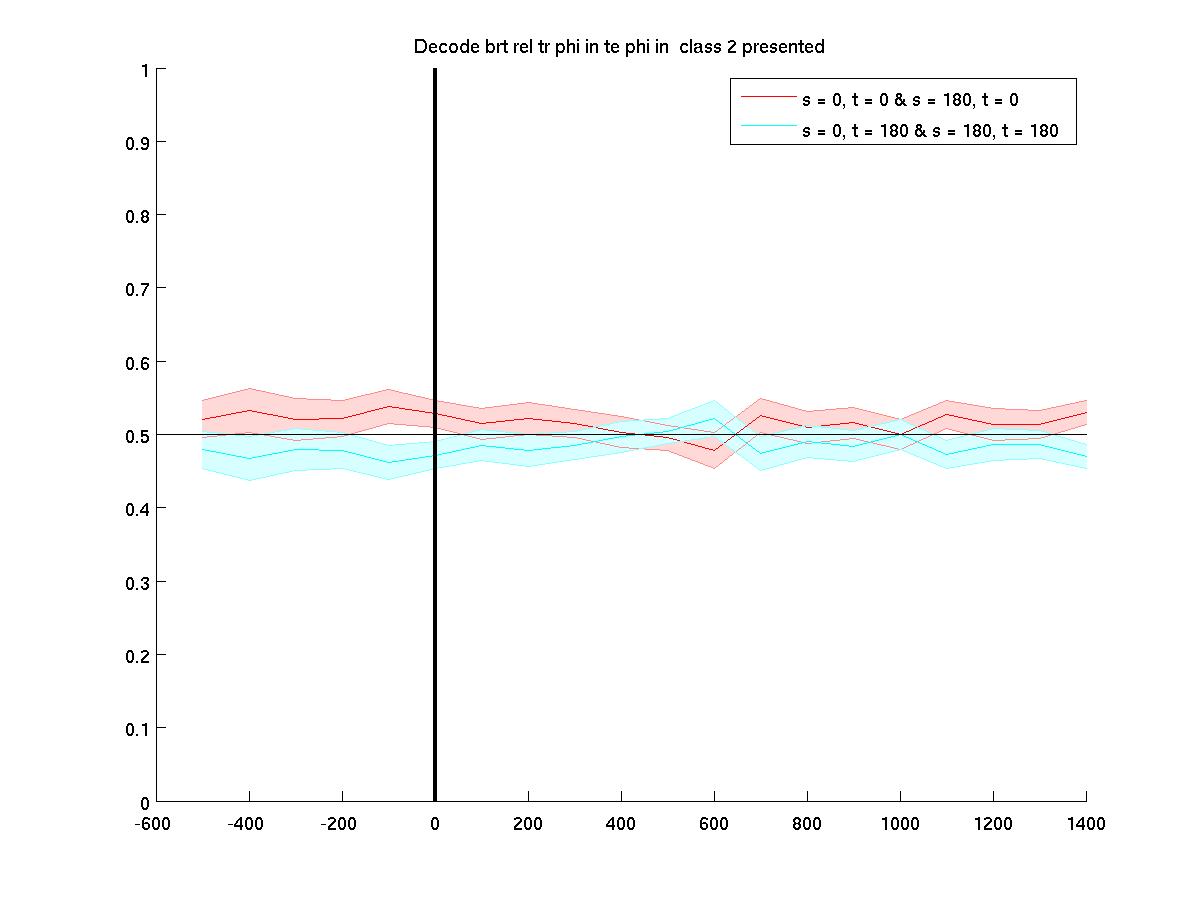 Decode brt rel tr phi in te phi in  class 2 presented
s = 0, t = 0 & s = 180, t = 0
s = 0, t = 180 & s = 180, t = 180
1
0.9
0.8
0.7
0.6
0.5
0.4
0.3
0.2
0.1
0
-600 -400 -200 0 200 400 600 800 1000 1200 1400